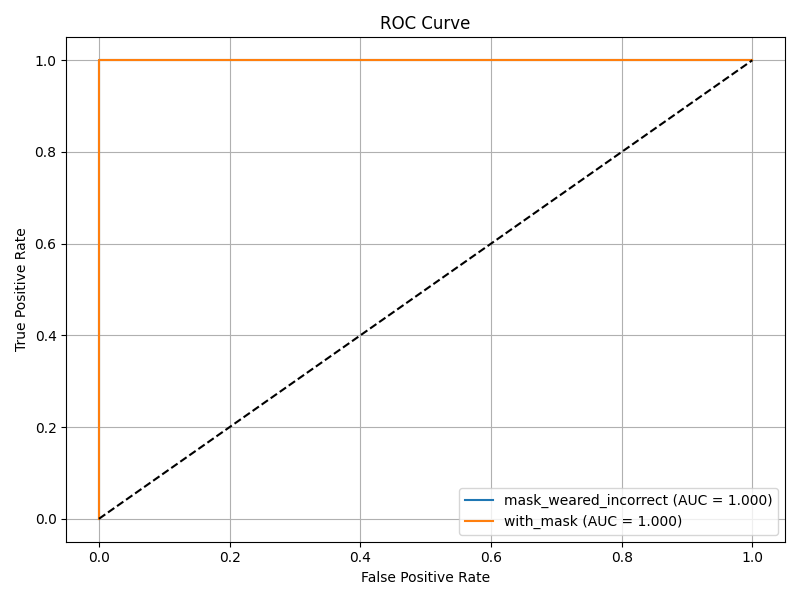 ROC Curve
True Positive Rate
1.0
0.8
0.6
0.4
0.2
0.0
mask_weared_incorrect (AUC = 1.000)
with_mask (AUC = 1.000)
0.0 0.2 0.4 0.6 0.8 1.0
False Positive Rate